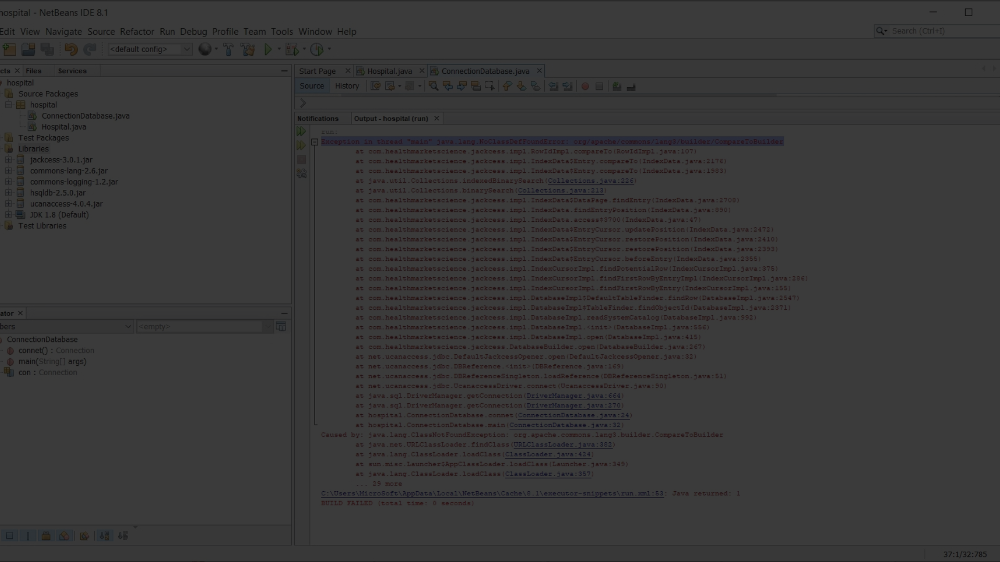 hospital - NetBeans IDE 8.1
Edit View Navigate Source Refactor Run Debug Profile Team Tools Window Help
Search (Ctrl+I)
<default config>
cts Files Services
hospital
Source Packages
hospital
ConnectionDatabase.java
Hospital.java
Test Packages
Libraries
jackcess-3.0.1.jar
commons-lang-2.6.jar
commons-logging-1.2.jar
hsqldb-2.5.0.jar
ucanaccess-4.0.4.jar
JDK 1.8 (Default)
Test Libraries
ator
bers
<empty>
ConnectionDatabase
connet() : Connection
main(String[] args)
con : Connection
Start Page Hospital.java ConnectionDatabase.java
Source History
Notifications Output - hospital (run)
run:
Exception in thread "main" java.lang.NoClassDefFoundError: org/apache/commons/lang3/builder/CompareToBuilder
at com.healthmarketscience.jackcess.impl.RowIdImpl.compareTo(RowIdImpl.java:107)
at com.healthmarketscience.jackcess.impl.IndexData$Entry.compareTo(IndexData.java:2176)
at com.healthmarketscience.jackcess.impl.IndexData$Entry.compareTo(IndexData.java:1983)
at java.util.Collections.indexedBinarySearch(Collections.java:226)
at java.util.Collections.binarySearch(Collections.java:213)
at com.healthmarketscience.jackcess.impl.IndexData$DataPage.findEntry(IndexData.java:2708)
at com.healthmarketscience.jackcess.impl.IndexData.findEntryPosition(IndexData.java:890)
at com.healthmarketscience.jackcess.impl.IndexData.access$3700(IndexData.java:47)
at com.healthmarketscience.jackcess.impl.IndexData$EntryCursor.updatePosition(IndexData.java:2472)
at com.healthmarketscience.jackcess.impl.IndexData$EntryCursor.restorePosition(IndexData.java:2410)
at com.healthmarketscience.jackcess.impl.IndexData$EntryCursor.restorePosition(IndexData.java:2393)
at com.healthmarketscience.jackcess.impl.IndexData$EntryCursor.beforeEntry(IndexData.java:2355)
at com.healthmarketscience.jackcess.impl.IndexCursorImpl.findPotentialRow(IndexCursorImpl.java:375)
at com.healthmarketscience.jackcess.impl.IndexCursorImpl.findFirstRowByEntryImpl(IndexCursorImpl.java:286)
at com.healthmarketscience.jackcess.impl.IndexCursorImpl.findFirstRowByEntry(IndexCursorImpl.java:155)
at com.healthmarketscience.jackcess.impl.DatabaseImpl$DefaultTableFinder.findRow(DatabaseImpl.java:2547)
at com.healthmarketscience.jackcess.impl.DatabaseImpl$TableFinder.findObjectId(DatabaseImpl.java:2371)
at com.healthmarketscience.jackcess.impl.DatabaseImpl.readSystemCatalog(DatabaseImpl.java:992)
at com.healthmarketscience.jackcess.impl.DatabaseImpl.<init>(DatabaseImpl.java:556)
at com.healthmarketscience.jackcess.impl.DatabaseImpl.open(DatabaseImpl.java:415)
at com.healthmarketscience.jackcess.DatabaseBuilder.open(DatabaseBuilder.java:267)
at net.ucanaccess.jdbc.DefaultJackcessOpener.open(DefaultJackcessOpener.java:32)
at net.ucanaccess.jdbc.DBReference.<init>(DBReference.java:169)
at net.ucanaccess.jdbc.DBReferenceSingleton.loadReference(DBReferenceSingleton.java:51)
at net.ucanaccess.jdbc.UcanaccessDriver.connect(UcanaccessDriver.java:90)
at java.sql.DriverManager.getConnection(DriverManager.java:664)
at java.sql.DriverManager.getConnection(DriverManager.java:270)
at hospital.ConnectionDatabase.connet(ConnectionDatabase.java:24)
at hospital.ConnectionDatabase.main(ConnectionDatabase.java:32)
Caused by: java.lang.ClassNotFoundException: org.apache.commons.lang3.builder.CompareToBuilder
at java.net.URLClassLoader.findClass(URLClassLoader.java:382)
at java.lang.ClassLoader.loadClass(ClassLoader.java:424)
at sun.misc.Launcher$AppClassLoader.loadClass(Launcher.java:349)
at java.lang.ClassLoader.loadClass(ClassLoader.java:357)
... 29 more
C:\Users\MicroSoft\AppData\Local\NetBeans\Cache\8.1\executor-snippets\run.xml:53: Java returned: 1
BUILD FAILED (total time: 0 seconds)
37:1/32:785